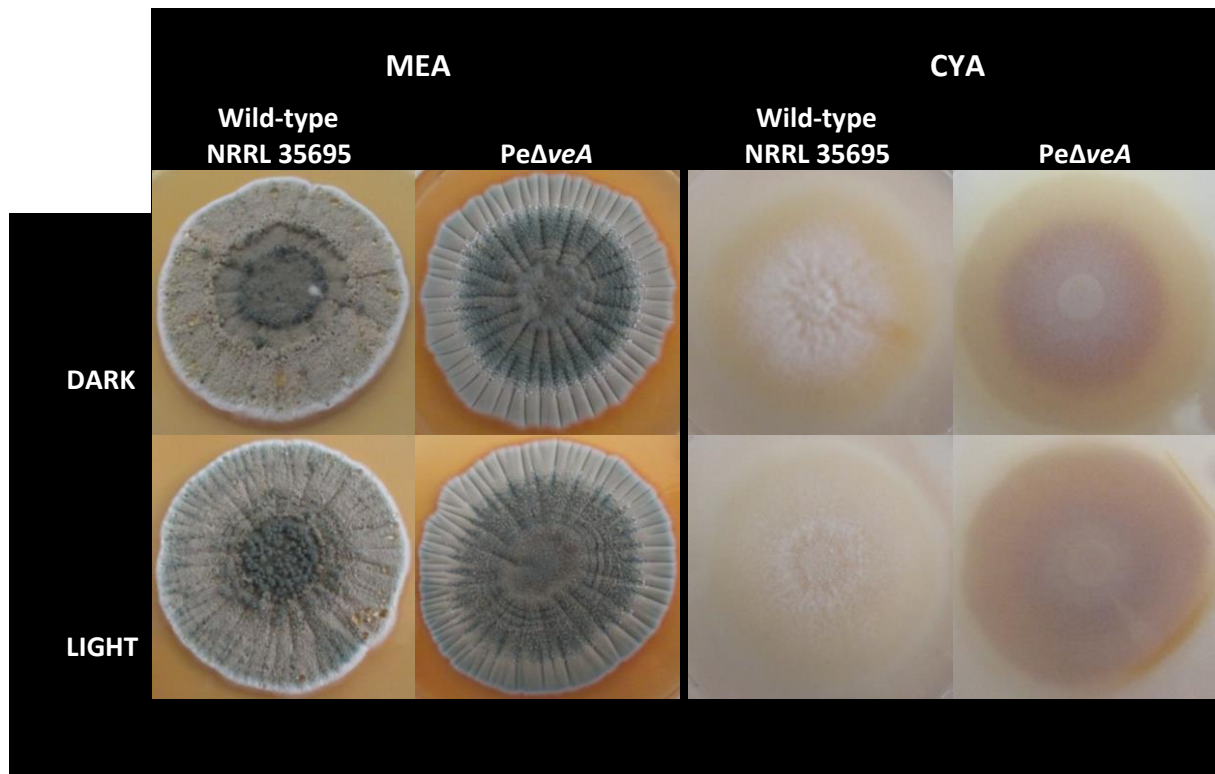 MEA
CYA
Wild-type
NRRL 35695
PeΔveA
Wild-type
NRRL 35695
PeΔveA
DARK
LIGHT